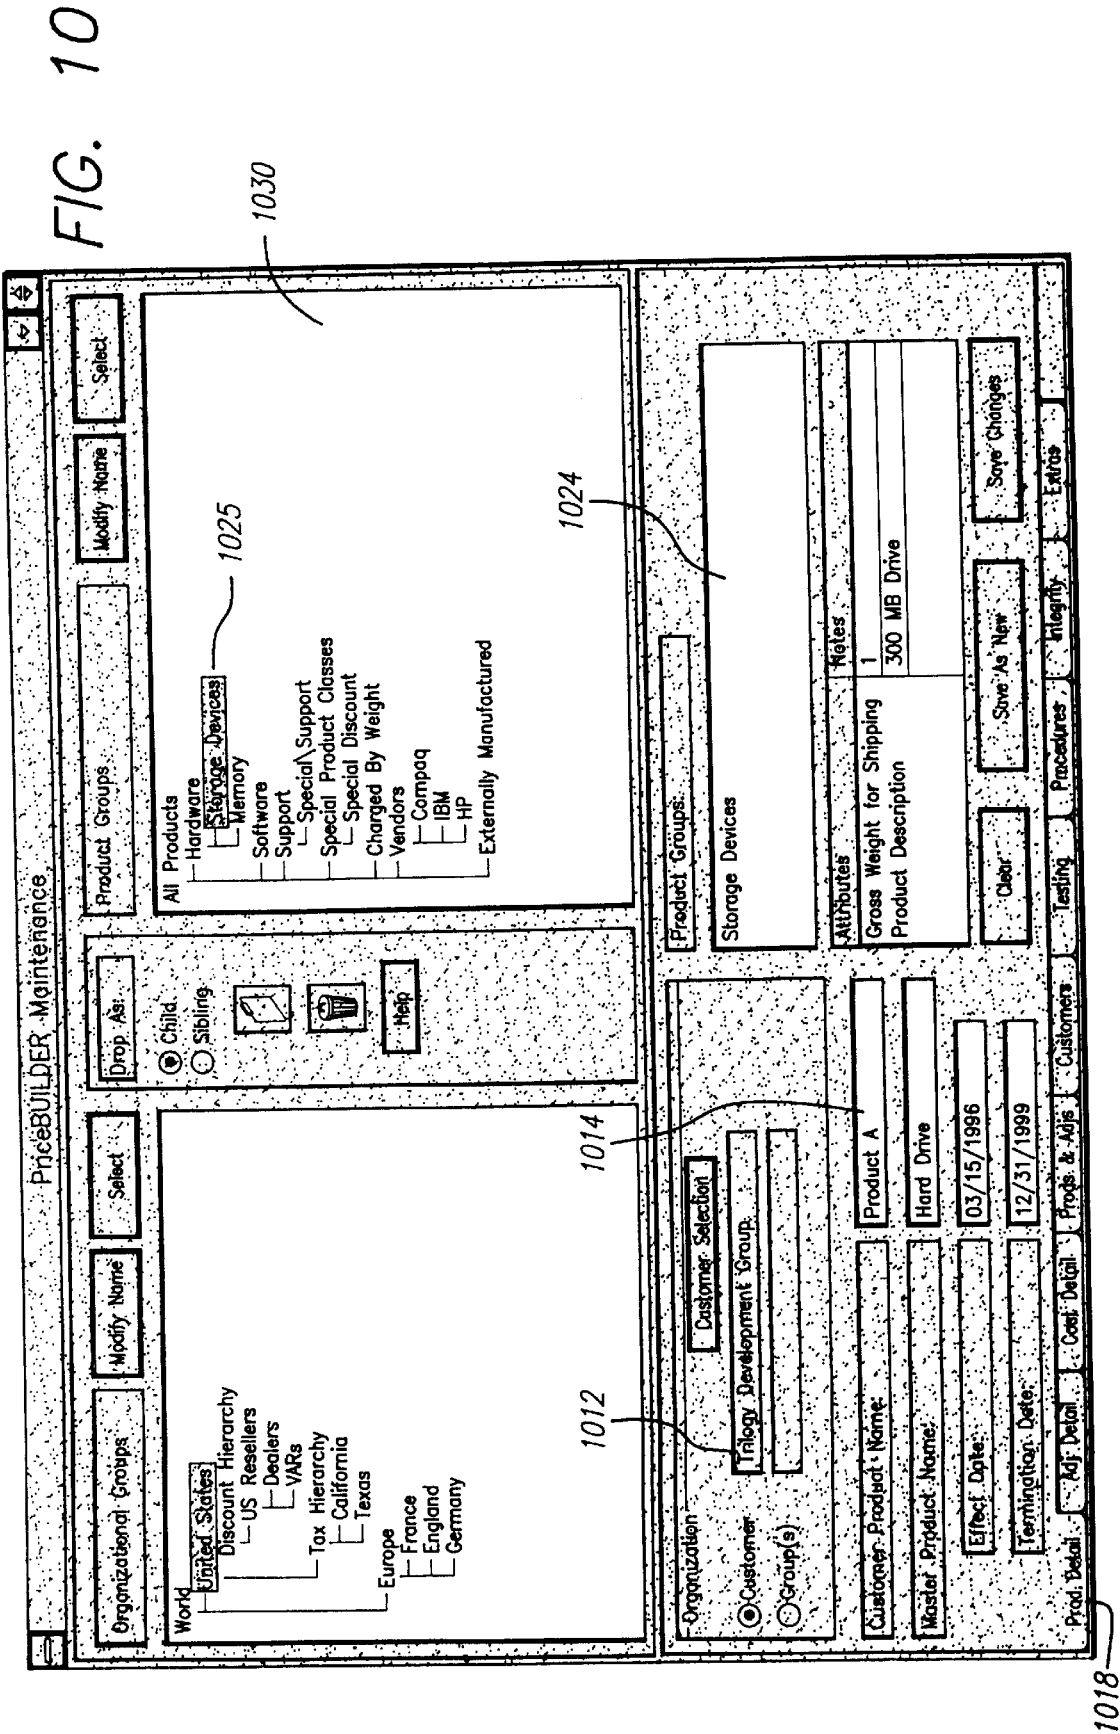 FIG. 10
PriceBUILDER Maintenance
Organizational Groups
Modify Name
Select
World
United States
Discount Hierarchy
US Resellers
Dealers
VARs
Tax Hierarchy
California
Texas
Europe
France
England
Germany
Drop As:
Child
Sibling
Help
Product Groups
Modify Name
Select
All Products
Hardware
Storage Devices
Memory
Software
Support
Special\Support
Special Product Classes
Special Discount
Charged By Weight
Vendors
Compaq
IBM
HP
Externally Manufactured
1025
1030
Organization
Customer
Group(s)
Customer Selection
Trilogy Development Group
1012
1014
Customer Product Name:
Product A
Master Product Name:
Hard Drive
Effect Date:
03/15/1996
Termination Date:
12/31/1999
Product Groups:
1024
Storage Devices
Attributes
Notes
Gross Weight for Shipping
1
Product Description
300 MB Drive
Clear
Save As New
Save Changes
Prod. Detail
Adj. Detail
Cost Detail
Prods & Adjs
Customers
Testing
Procedures
Integrity
Extras
1018